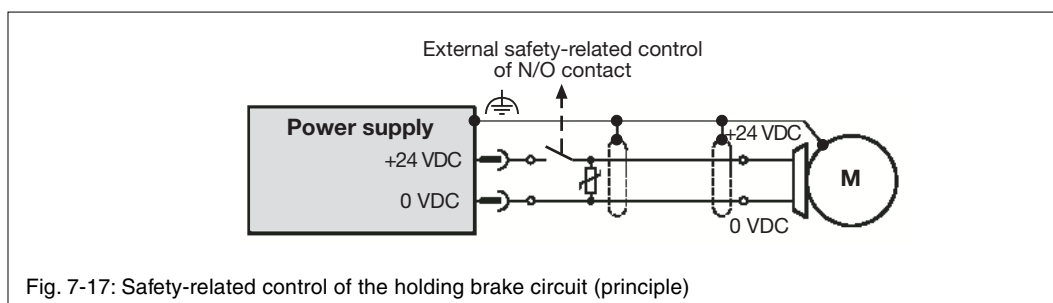 External safety-related control
of N/O contact
Power supply
+24 VDC
+24 VDC
M
0 VDC
0 VDC
Fig. 7-17: Safety-related control of the holding brake circuit (principle)